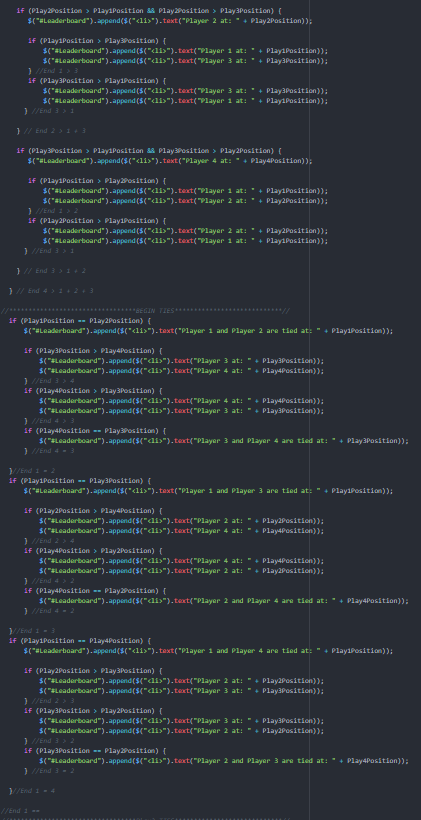 if (Play2Position > Play1Position && Play2Position > Play3Position) {
$("#Leaderboard").append($("<li>").text("Player 2 at: " + Play2Position));
if (Play1Position > Play3Position) {
$("#Leaderboard").append($("<li>").text("Player 1 at: " + Play1Position));
$("#Leaderboard").append($("<li>").text("Player 3 at: " + Play3Position));
} //End 1 > 3
if (Play3Position > Play1Position) {
$("#Leaderboard").append($("<li>").text("Player 3 at: " + Play3Position));
$("#Leaderboard").append($("<li>").text("Player 1 at: " + Play1Position));
} //End 3 > 1
} // End 2 > 1 + 3
if (Play3Position > Play1Position && Play3Position > Play2Position) {
$("#Leaderboard").append($("<li>").text("Player 4 at: " + Play4Position));
if (Play1Position > Play2Position) {
$("#Leaderboard").append($("<li>").text("Player 1 at: " + Play1Position));
$("#Leaderboard").append($("<li>").text("Player 2 at: " + Play2Position));
} //End 1 > 2
if (Play2Position > Play1Position) {
$("#Leaderboard").append($("<li>").text("Player 2 at: " + Play2Position));
$("#Leaderboard").append($("<li>").text("Player 1 at: " + Play1Position));
} //End 3 > 1
} // End 3 > 1 + 2
} // End 4 > 1 + 2 + 3
BEGIN TIES
if (Play1Position == Play2Position) {
$("#Leaderboard").append($("<li>").text("Player 1 and Player 2 are tied at: " + Play1Position));
if (Play3Position > Play4Position) {
$("#Leaderboard").append($("<li>").text("Player 3 at: " + Play3Position));
$("#Leaderboard").append($("<li>").text("Player 4 at: " + Play4Position));
} //End 3 > 4
if (Play4Position > Play3Position) {
$("#Leaderboard").append($("<li>").text("Player 4 at: " + Play4Position));
$("#Leaderboard").append($("<li>").text("Player 3 at: " + Play3Position));
} //End 4 > 3
if (Play4Position == Play3Position) {
$("#Leaderboard").append($("<li>").text("Player 3 and Player 4 are tied at: " + Play3Position));
} //End 4 = 3
}//End 1 = 2
if (Play1Position == Play3Position) {
$("#Leaderboard").append($("<li>").text("Player 1 and Player 3 are tied at: " + Play1Position));
if (Play2Position > Play4Position) {
$("#Leaderboard").append($("<li>").text("Player 2 at: " + Play2Position));
$("#Leaderboard").append($("<li>").text("Player 4 at: " + Play4Position));
} //End 2 > 4
if (Play4Position > Play2Position) {
$("#Leaderboard").append($("<li>").text("Player 4 at: " + Play4Position));
$("#Leaderboard").append($("<li>").text("Player 2 at: " + Play2Position));
} //End 4 > 2
if (Play4Position == Play2Position) {
$("#Leaderboard").append($("<li>").text("Player 2 and Player 4 are tied at: " + Play4Position));
} //End 4 = 2
}//End 1 = 3
if (Play1Position == Play4Position) {
$("#Leaderboard").append($("<li>").text("Player 1 and Player 4 are tied at: " + Play1Position));
if (Play2Position > Play3Position) {
$("#Leaderboard").append($("<li>").text("Player 2 at: " + Play2Position));
$("#Leaderboard").append($("<li>").text("Player 3 at: " + Play3Position));
} //End 2 > 3
if (Play3Position > Play2Position) {
$("#Leaderboard").append($("<li>").text("Player 3 at: " + Play3Position));
$("#Leaderboard").append($("<li>").text("Player 2 at: " + Play2Position));
} //End 3 > 2
if (Play3Position == Play2Position) {
$("#Leaderboard").append($("<li>").text("Player 2 and Player 3 are tied at: " + Play4Position));
} //End 3 = 2
}//End 1 = 4
//End 1 ==